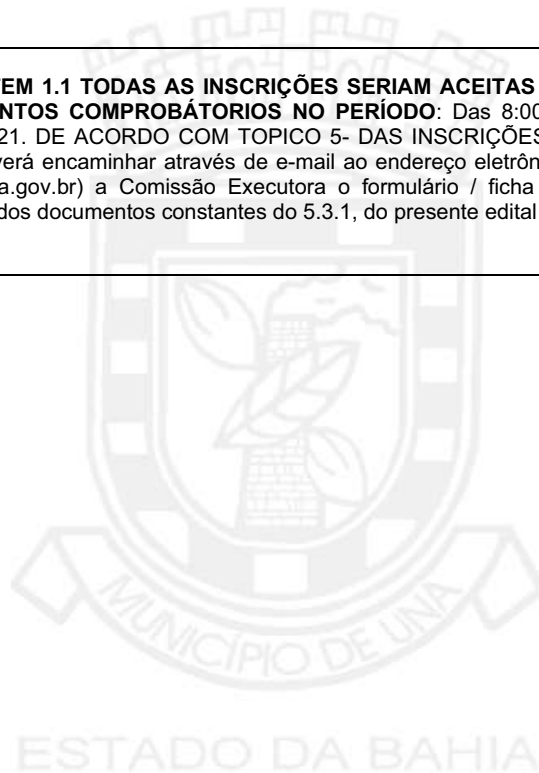 TEM 1.1 TODAS AS INSCRIÇÕES SERIAM ACEITAS
NTOS COMPROBÁTORIOS NO PERÍODO: Das 8:00
21. DE ACORDO COM TOPICO 5- DAS INSCRIÇÕES
verá encaminhar através de e-mail ao endereço eletrôn
a.gov.br) a Comissão Executora o formulário / ficha
dos documentos constantes do 5.3.1, do presente edital
MUNICÍPIO DE UNA
ESTADO DA BAHIA